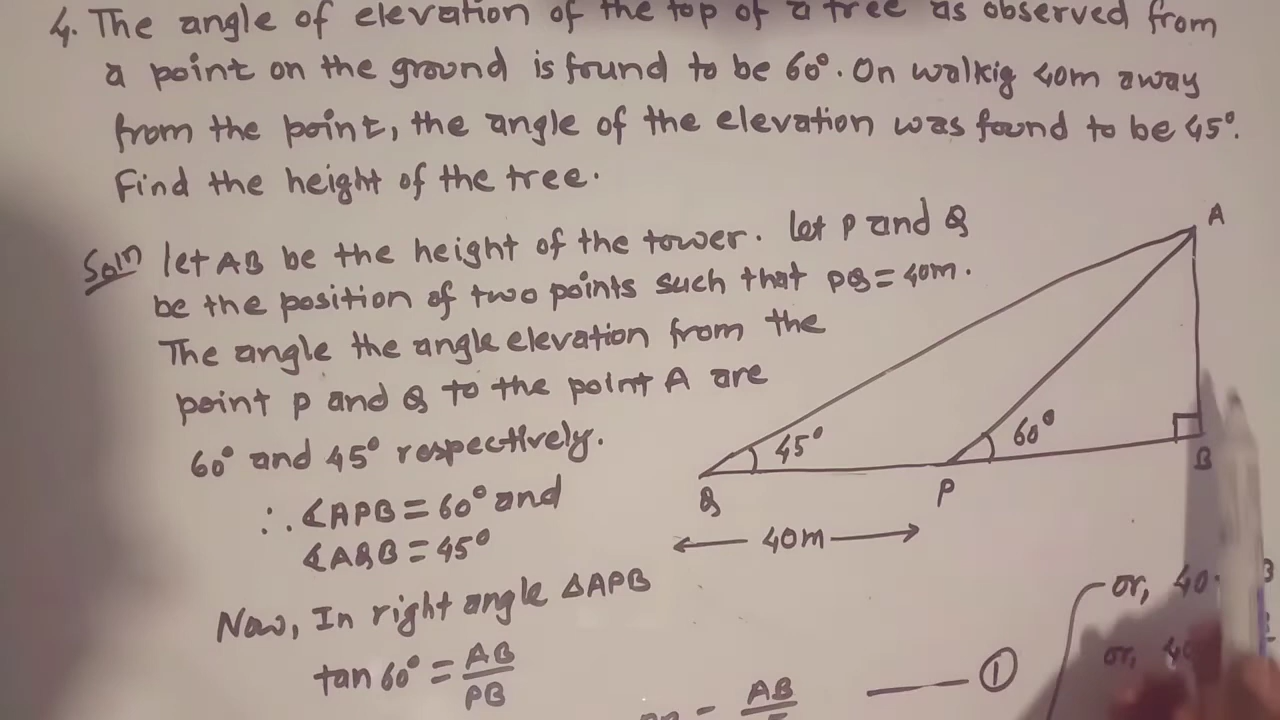 4. The angle of elevation of the top of a tree as observed from
a point on the ground is found to be 60°. On walkig 40m away
from the point, the angle of the elevation was found to be 45°.
Find the height of the tree.
Soln let AB be the height of the tower. let P and Q
be the position of two points such that PQ = 40m.
The angle the angle elevation from the
point P and Q to the point A are
60° and 45° respectively.
∴ ∠APB = 60° and
∠AQB = 45°
Now, In right angle ΔAPB
tan 60° = AB/PB
A
45°
60°
B
Q
P
40m
or, 40
or, 40
AB
①